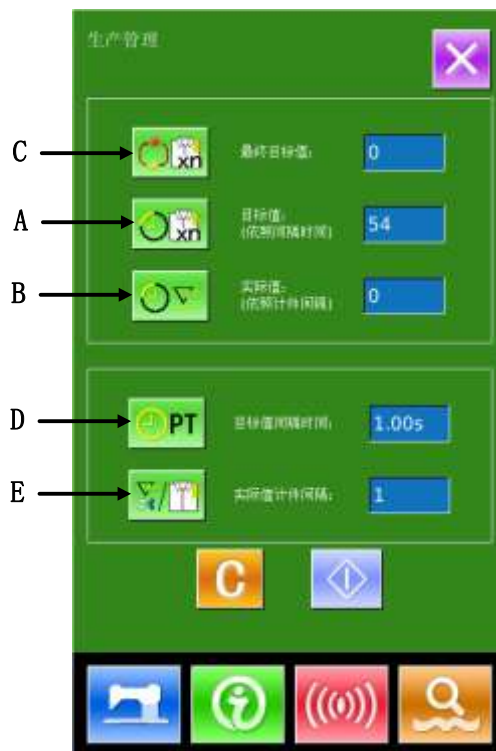 生产管理
C
xn
最终目标值:
0
A
xn
目标值:
(依照间隔时间)
54
B
实际值:
(依照计件间隔)
0
D
PT
目标值间隔时间:
1.00s
E
实际值计件间隔:
1
C